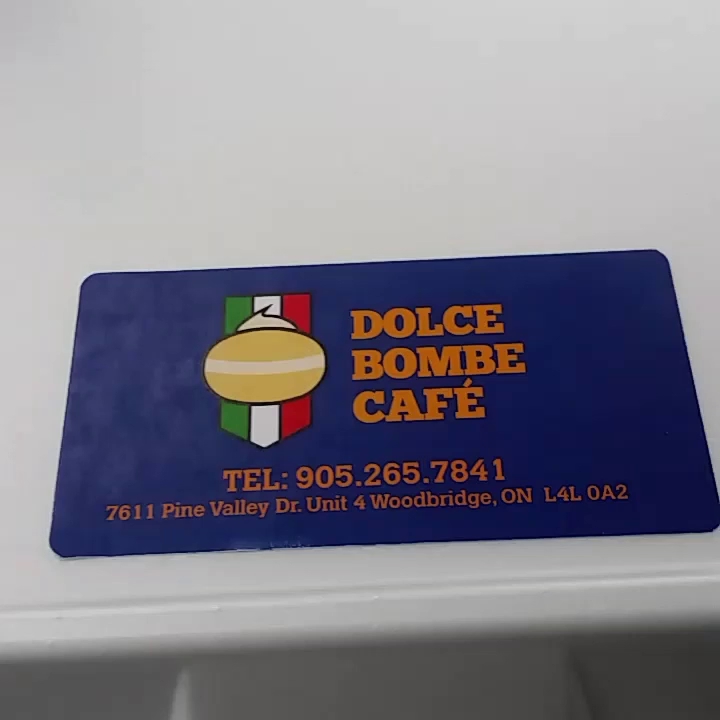 DOLCE
BOMBE
CAFÉ
TEL: 905.265.7841
7611 Pine Valley Dr. Unit 4 Woodbridge, ON L4L 0A2